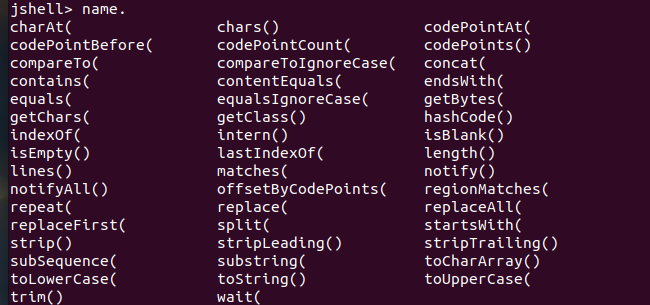 jshell> name.
charAt( chars() codePointAt(
codePointBefore( codePointCount( codePoints()
compareTo( compareToIgnoreCase( concat(
contains( contentEquals( endsWith(
equals( equalsIgnoreCase( getBytes(
getChars( getClass() hashCode()
indexOf( intern() isBlank()
isEmpty() lastIndexOf( length()
lines() matches( notify()
notifyAll() offsetByCodePoints( regionMatches(
repeat( replace( replaceAll(
replaceFirst( split( startsWith(
strip() stripLeading() stripTrailing()
subSequence( substring( toCharArray()
toLowerCase( toString() toUpperCase(
trim() wait(